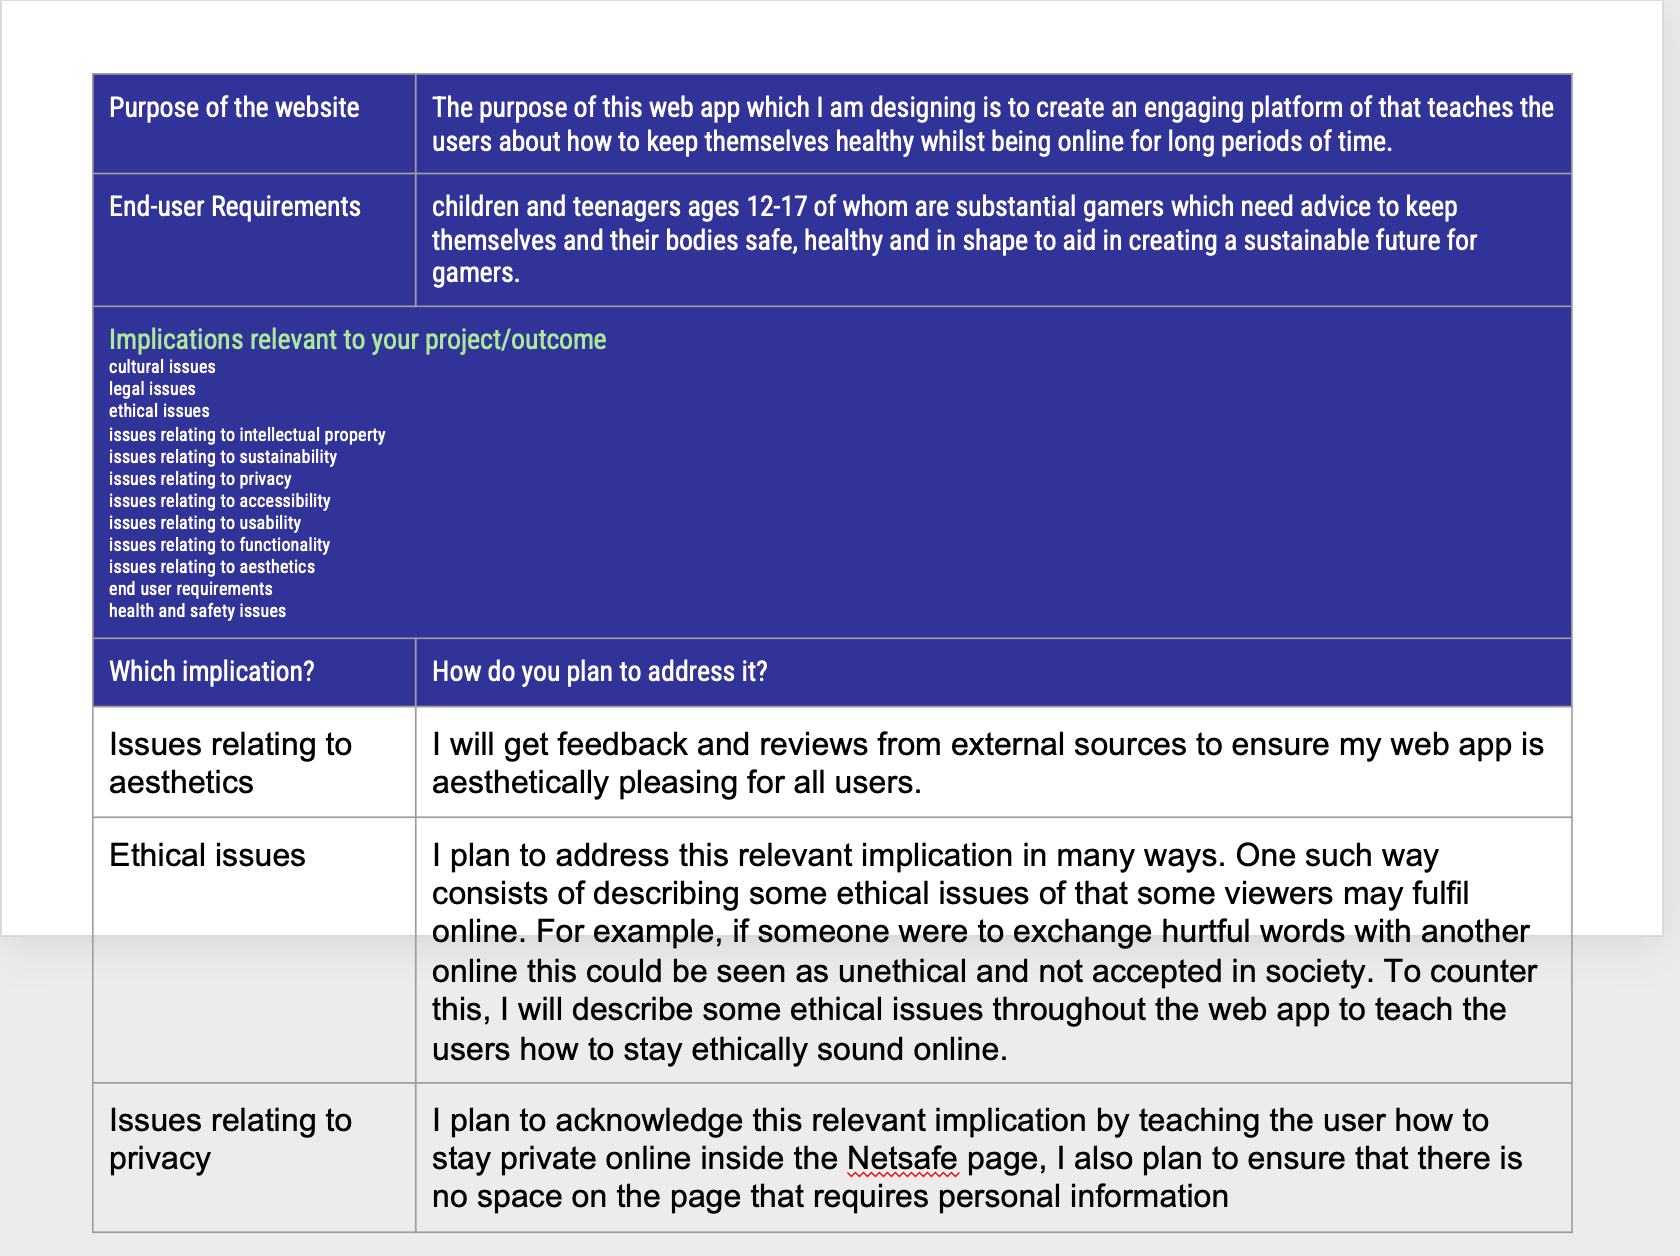 Purpose of the website
The purpose of this web app which I am designing is to create an engaging platform of that teaches the
users about how to keep themselves healthy whilst being online for long periods of time.
End-user Requirements
children and teenagers ages 12-17 of whom are substantial gamers which need advice to keep
themselves and their bodies safe, healthy and in shape to aid in creating a sustainable future for
gamers.
Implications relevant to your project/outcome
cultural issues
legal issues
ethical issues
issues relating to intellectual property
issues relating to sustainability
issues relating to privacy
issues relating to accessibility
issues relating to usability
issues relating to functionality
issues relating to aesthetics
end user requirements
health and safety issues
Which implication?
How do you plan to address it?
Issues relating to
aesthetics
I will get feedback and reviews from external sources to ensure my web app is
aesthetically pleasing for all users.
Ethical issues
I plan to address this relevant implication in many ways. One such way
consists of describing some ethical issues of that some viewers may fulfil
online. For example, if someone were to exchange hurtful words with another
online this could be seen as unethical and not accepted in society. To counter
this, I will describe some ethical issues throughout the web app to teach the
users how to stay ethically sound online.
Issues relating to
privacy
I plan to acknowledge this relevant implication by teaching the user how to
stay private online inside the Netsafe page, I also plan to ensure that there is
no space on the page that requires personal information